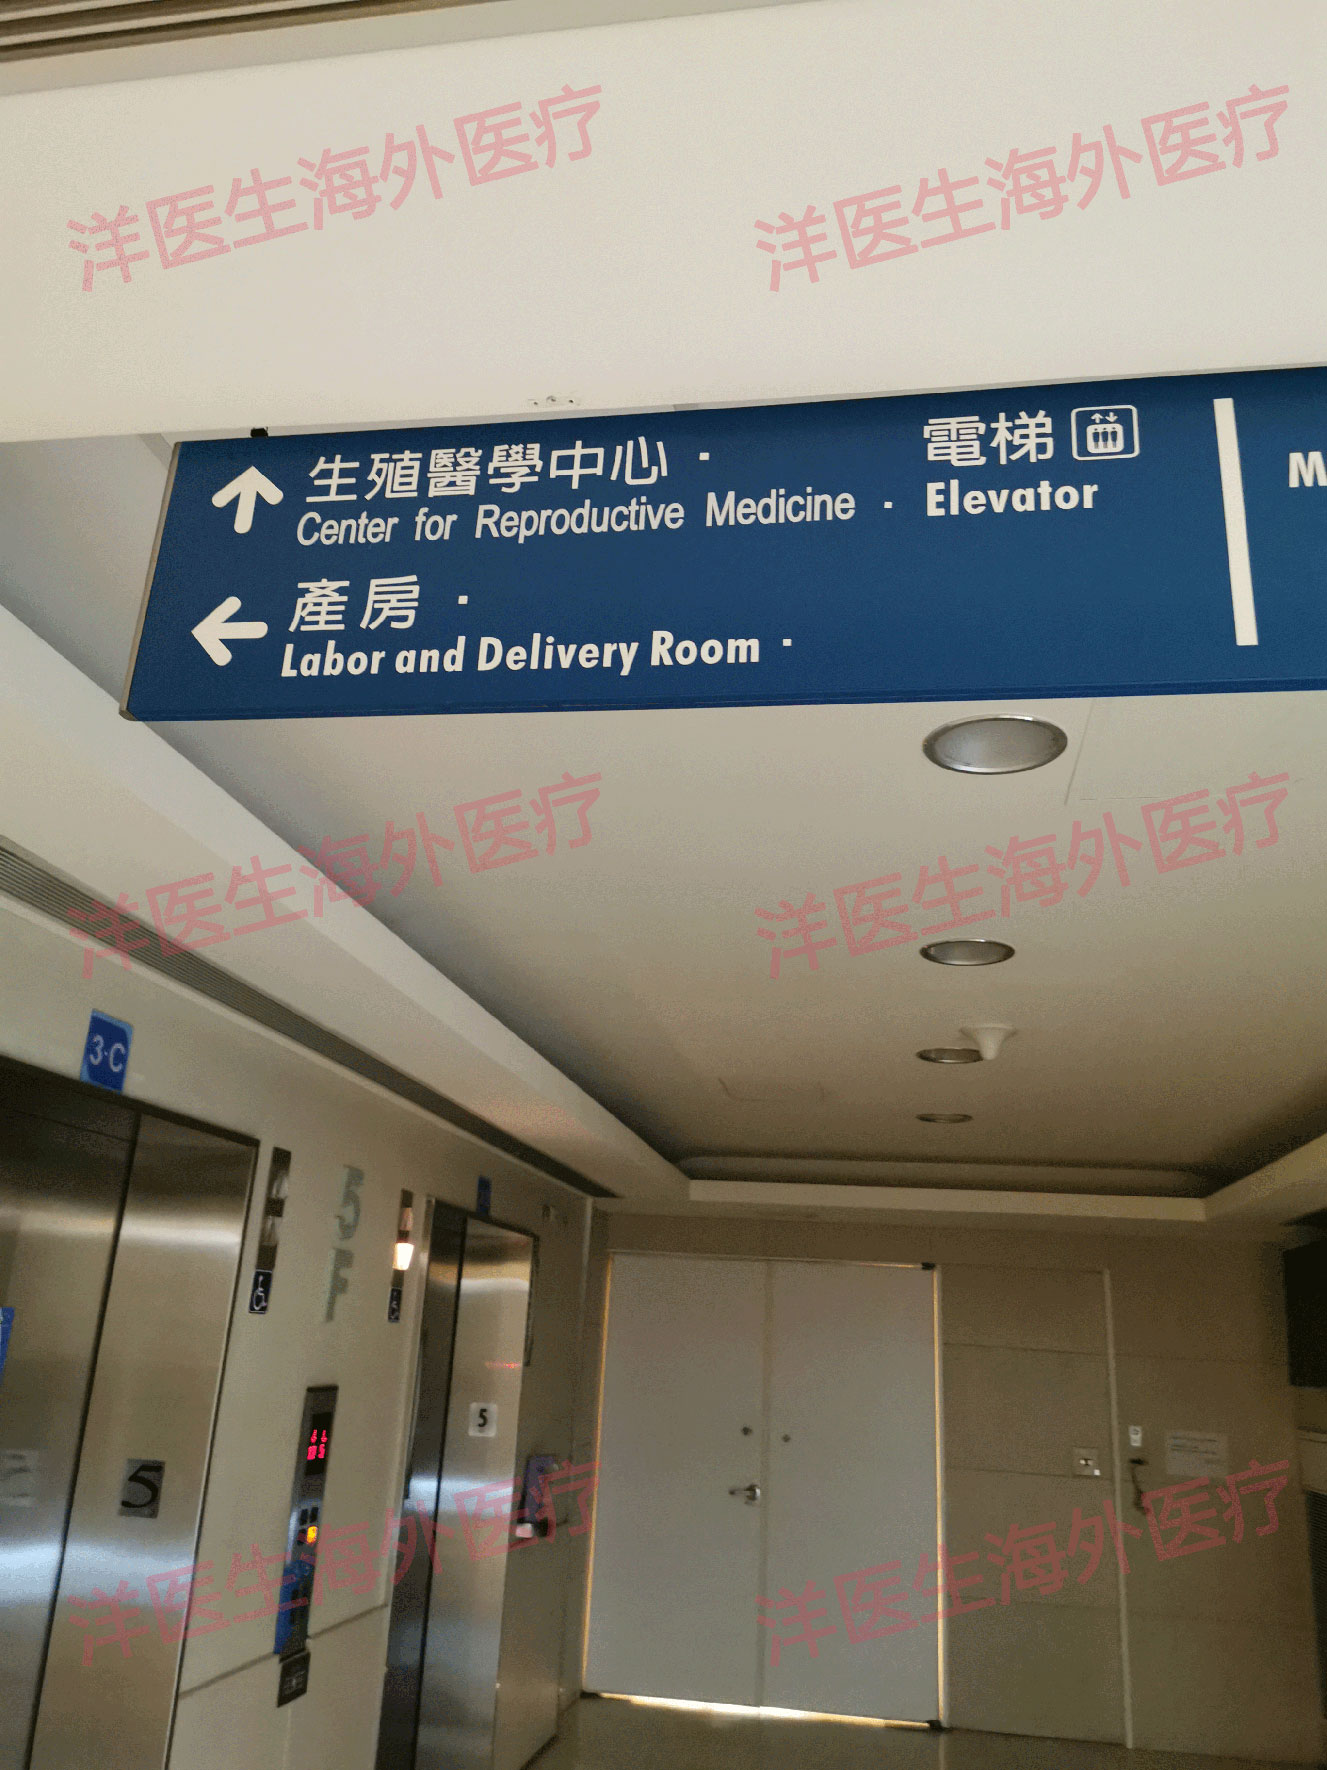 洋医生海外医疗
洋医生海外医疗
生殖醫學中心 · 電梯
Center for Reproductive Medicine · Elevator
產房 ·
Labor and Delivery Room ·
M
洋医生海外医疗
洋医生海外医疗
3·C
5F
5
5
洋医生海外医疗
洋医生海外医疗